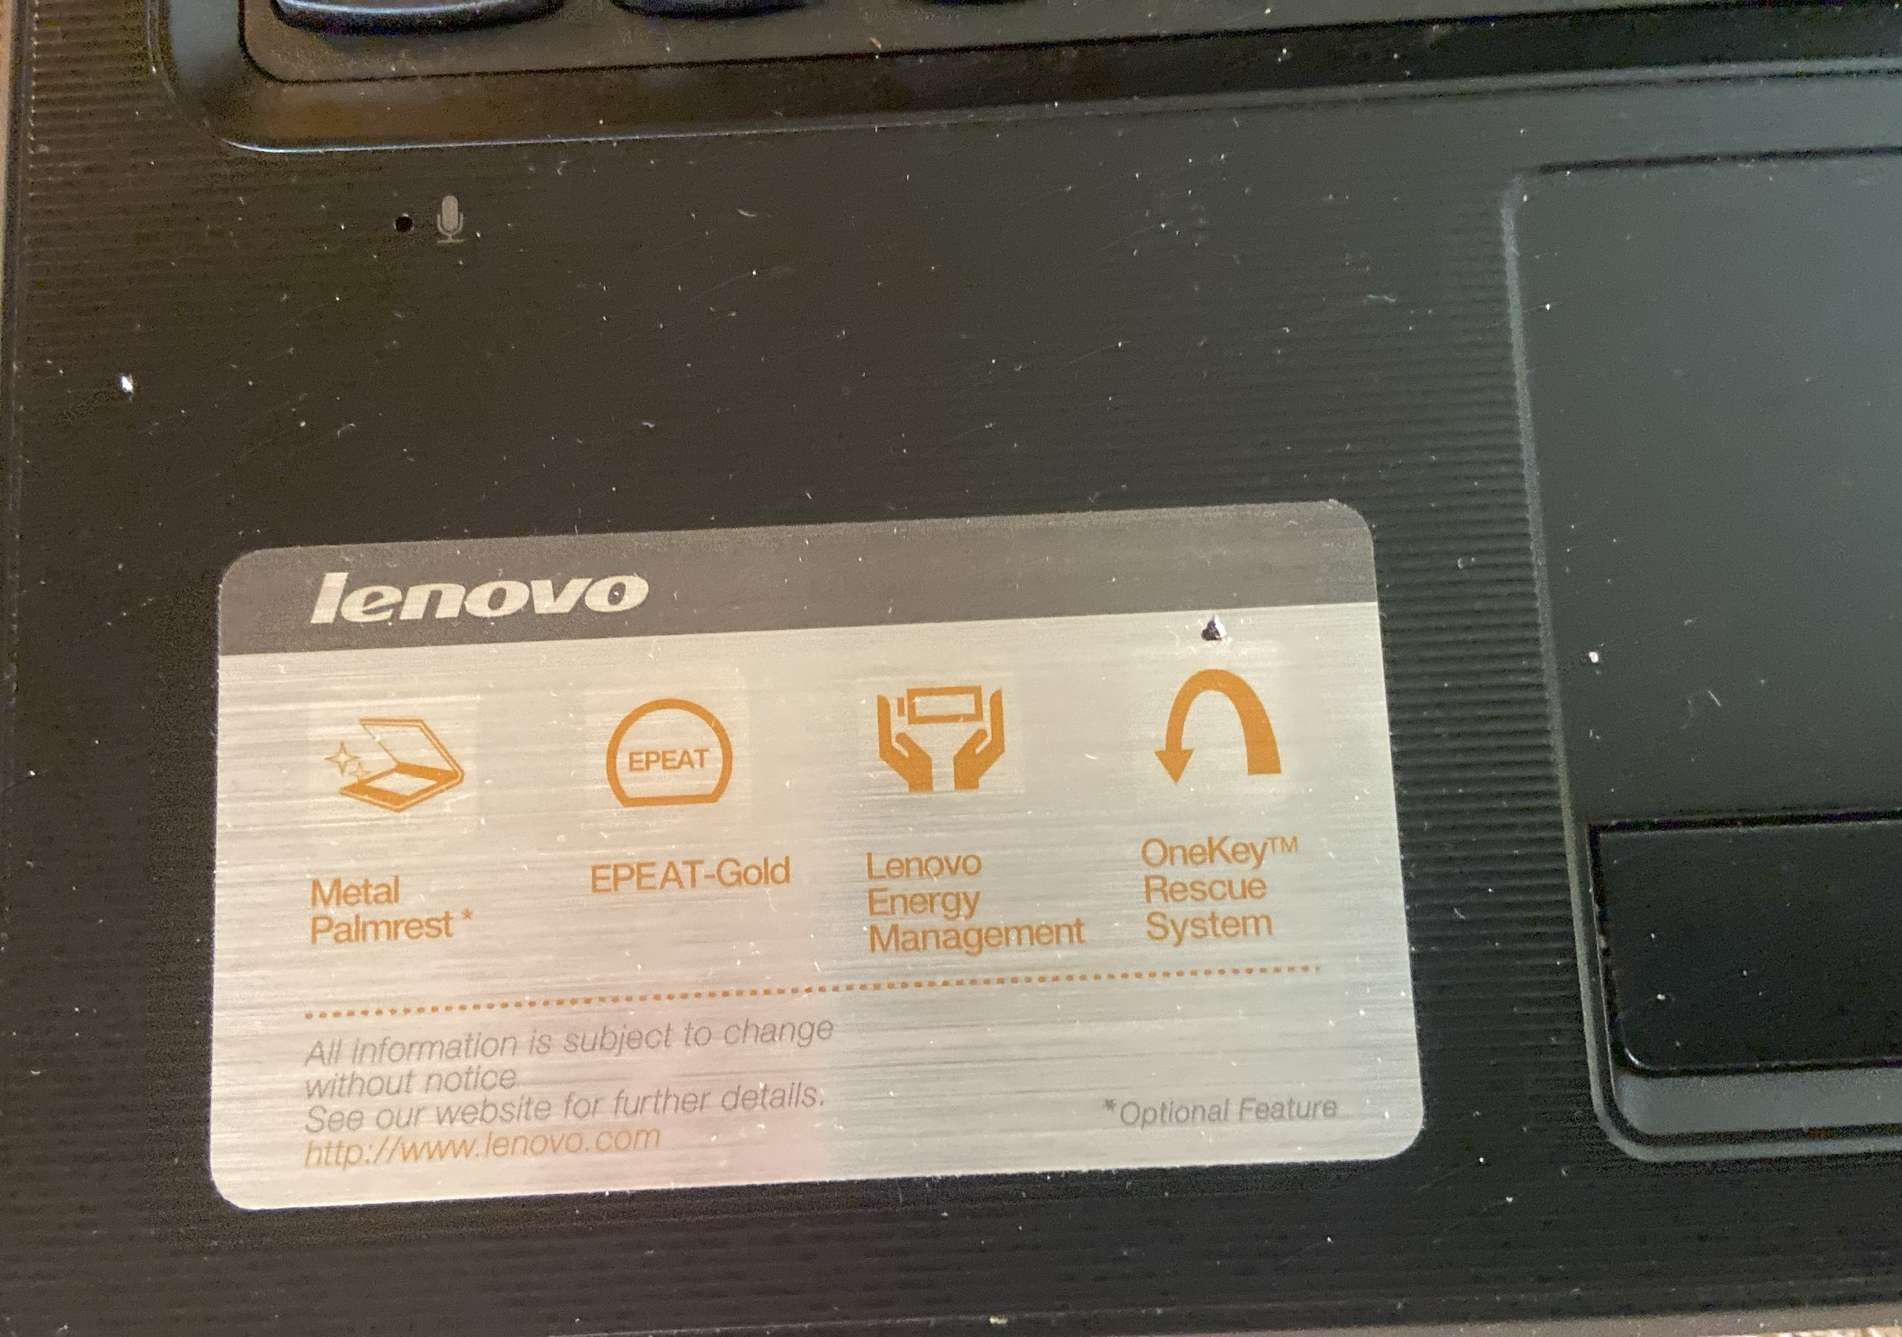 lenovo
EPEAT
Metal
Palmrest*
EPEAT-Gold
Lenovo
Energy
Management
OneKey™
Rescue
System
All information is subject to change
without notice
See our website for further details.
http://www.lenovo.com
*Optional Feature